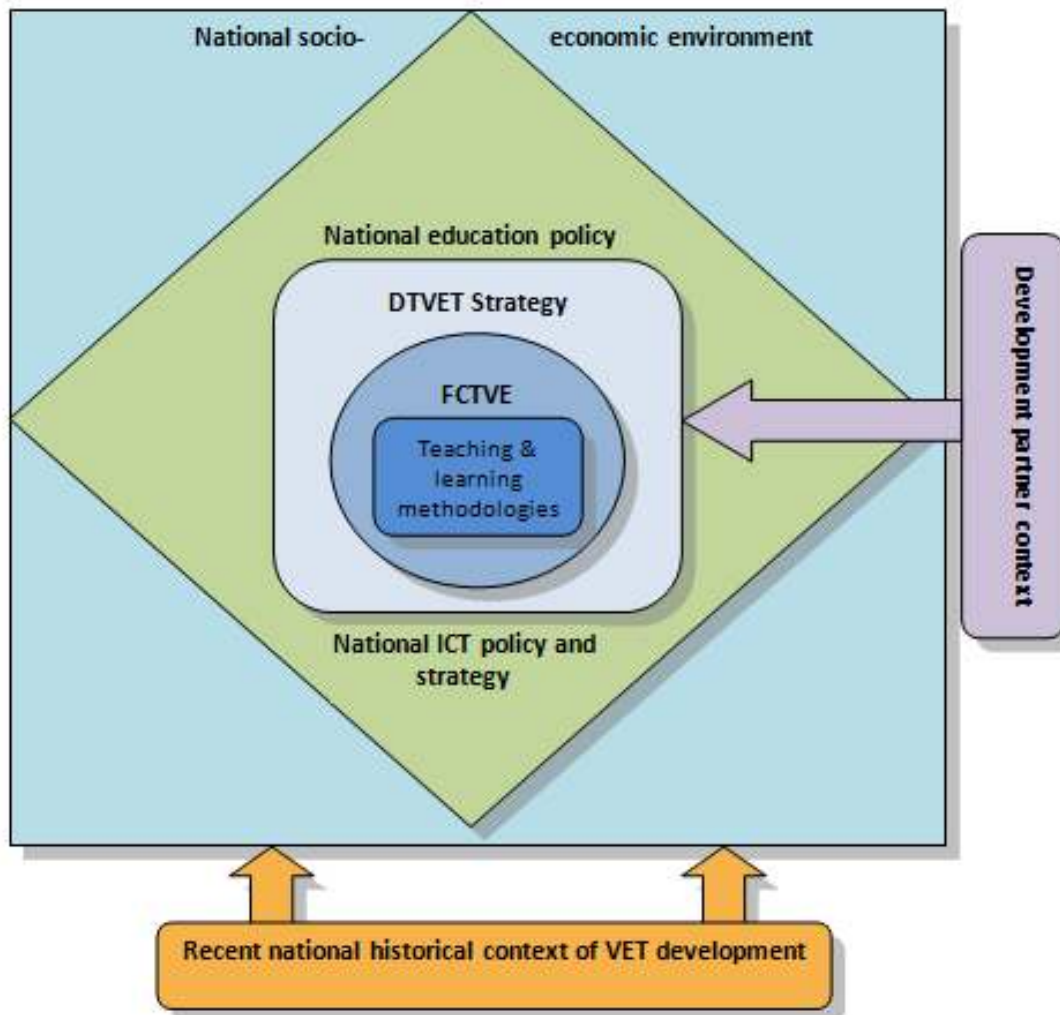 National socio- economic environment
National education policy
DTVET Strategy
FCTVE
Teaching &
learning
methodologies
National ICT policy and
strategy
Development partner context
Recent national historical context of VET development